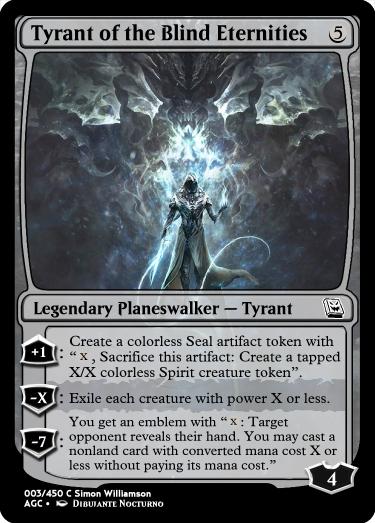 Tyrant of the Blind Eternities 5
Legendary Planeswalker — Tyrant
+1: Create a colorless Seal artifact token with
“ X , Sacrifice this artifact: Create a tapped
X/X colorless Spirit creature token”.
-X: Exile each creature with power X or less.
You get an emblem with “ X : Target
-7: opponent reveals their hand. You may cast a
nonland card with converted mana cost X or
less without paying its mana cost.”
4
003/450 C Simon Williamson
AGC • Dibujante Nocturno